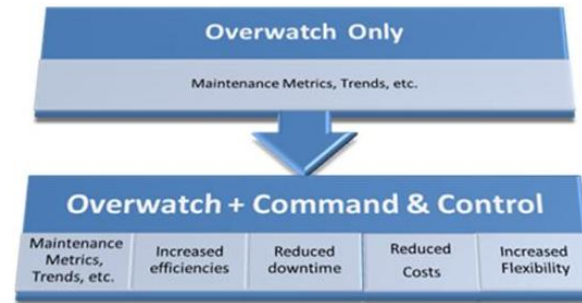 Overwatch Only
Maintenance Metrics, Trends, etc.
Overwatch + Command & Control
Maintenance
Metrics,
Trends, etc.
Increased
efficiencies
Reduced
downtime
Reduced
Costs
Increased
Flexibility